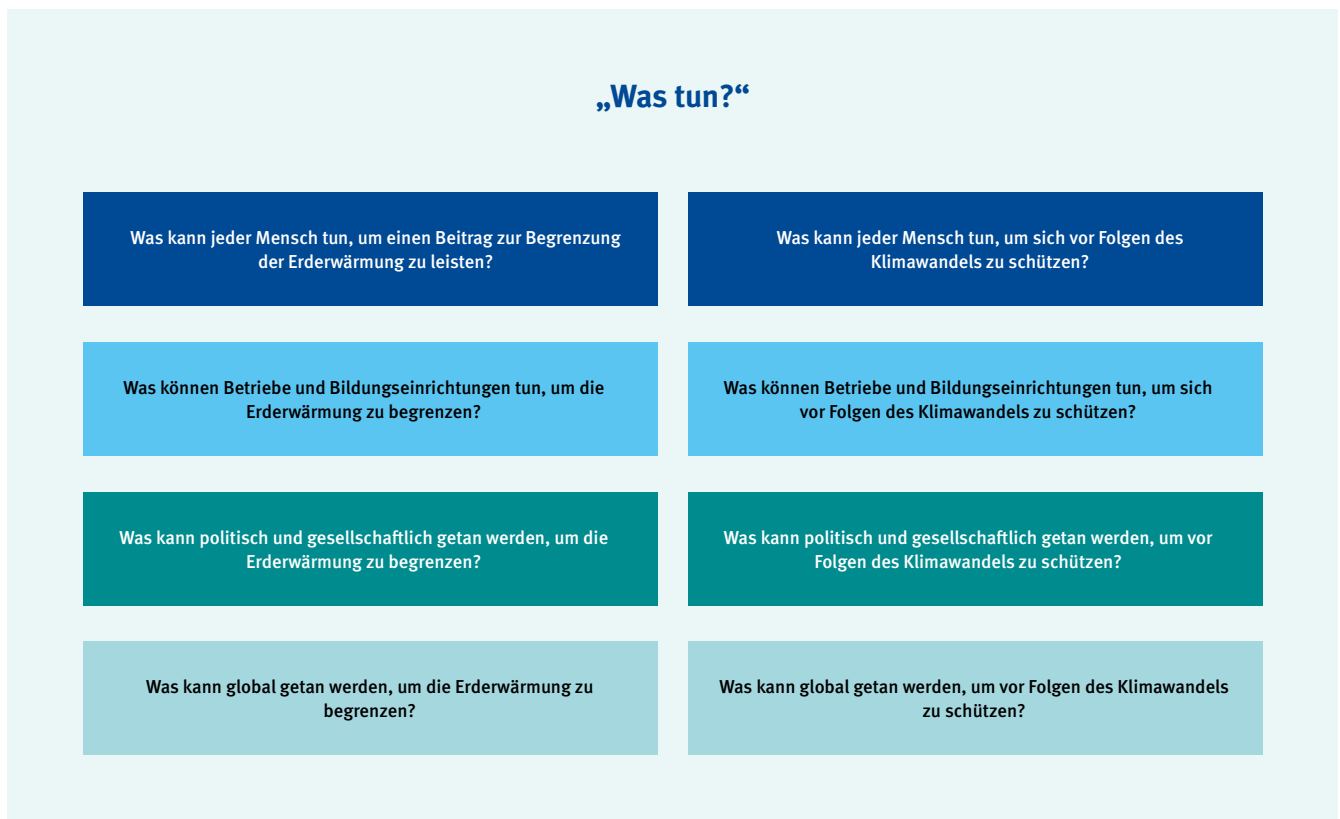 „Was tun?“
Was kann jeder Mensch tun, um einen Beitrag zur Begrenzung
der Erderwärmung zu leisten?
Was kann jeder Mensch tun, um sich vor Folgen des
Klimawandels zu schützen?
Was können Betriebe und Bildungseinrichtungen tun, um die
Erderwärmung zu begrenzen?
Was können Betriebe und Bildungseinrichtungen tun, um sich
vor Folgen des Klimawandels zu schützen?
Was kann politisch und gesellschaftlich getan werden, um die
Erderwärmung zu begrenzen?
Was kann politisch und gesellschaftlich getan werden, um vor
Folgen des Klimawandels zu schützen?
Was kann global getan werden, um die Erderwärmung zu
begrenzen?
Was kann global getan werden, um vor Folgen des Klimawandels
zu schützen?